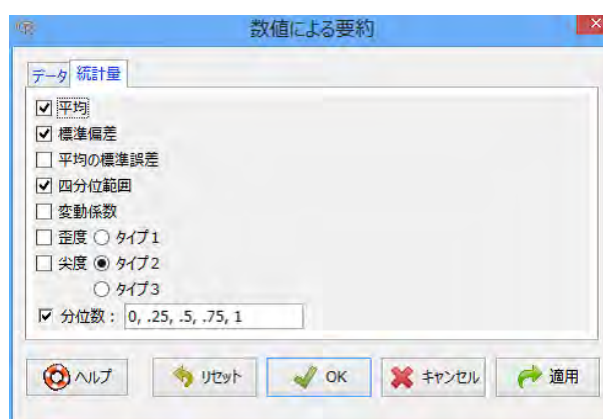 数値による要約
データ 統計量
平均
標準偏差
平均の標準誤差
四分位範囲
変動係数
歪度 タイプ1
尖度 タイプ2
タイプ3
分位数： 0, .25, .5, .75, 1
ヘルプ リセット OK キャンセル 適用